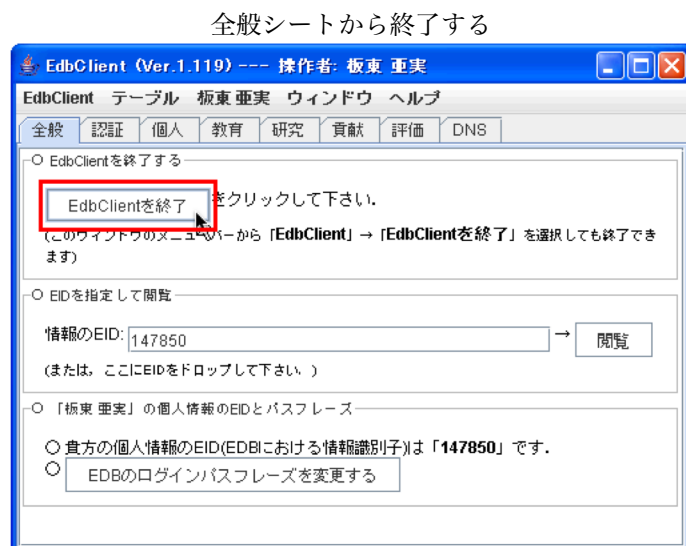 全般シートから終了する
EdbClient (Ver.1.119) --- 操作者: 板東 亜実
EdbClient テーブル 板東 亜実 ウィンドウ ヘルプ
全般 認証 個人 教育 研究 貢献 評価 DNS
EdbClientを終了する
EdbClientを終了 をクリックして下さい.
(このウィンドウのメニューバーから「EdbClient」→「EdbClientを終了」を選択しても終了でき
ます)
EIDを指定して閲覧
情報のEID: 147850 → 閲覧
(または, ここにEIDをドロップして下さい. )
「板東 亜実」の個人情報のEIDとパスフレーズ
貴方の個人情報のEID(EDBにおける情報識別子)は「147850」です.
EDBのログインパスフレーズを変更する